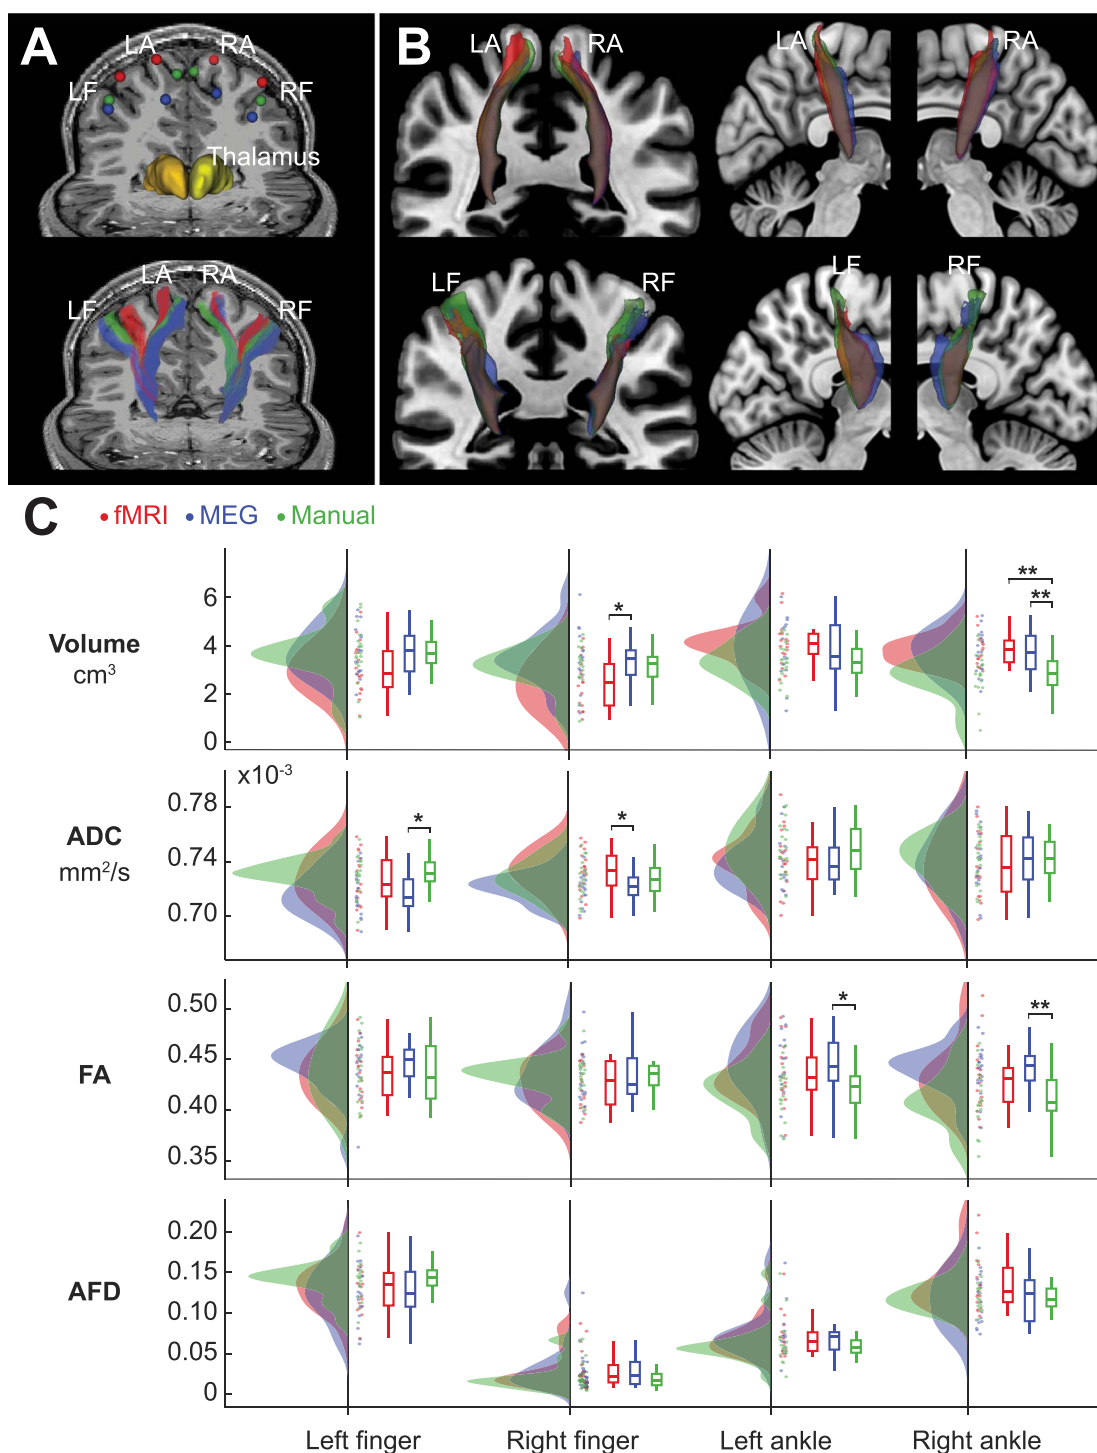 A
LA
RA
LF
RF
Thalamus
LA
RA
LF
RF
B
LA
RA
LA
RA
LF
RF
LF
RF
C
fMRI
MEG
Manual
Volume
cm³
6
4
2
0
*
**
**
x10⁻³
ADC
mm²/s
0.78
0.74
0.70
*
*
FA
0.50
0.45
0.40
0.35
*
**
AFD
0.20
0.15
0.10
0.05
0
Left finger
Right finger
Left ankle
Right ankle